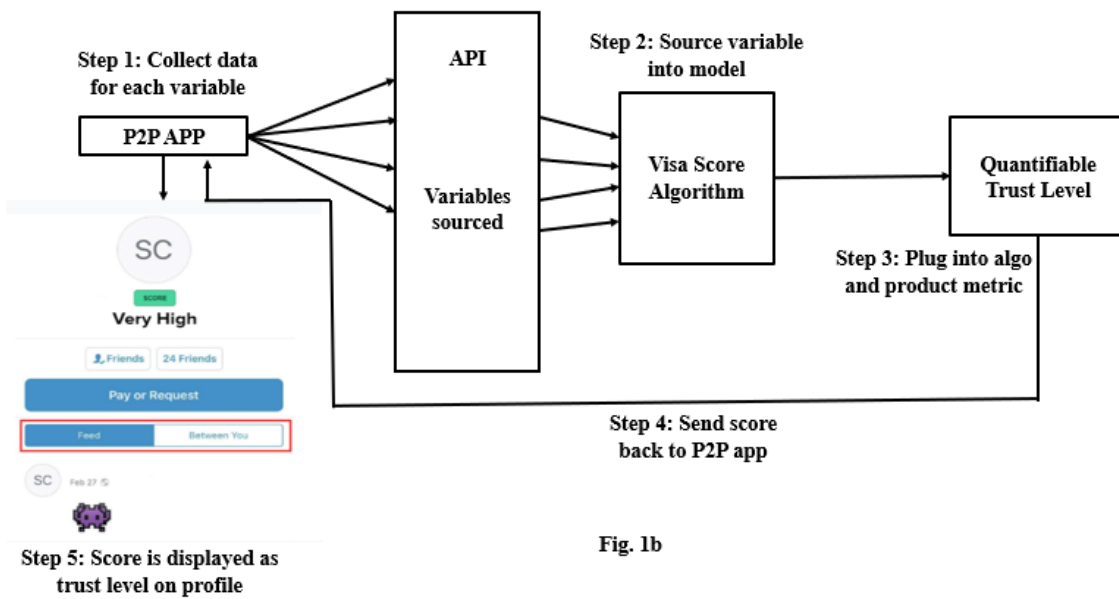 Step 1: Collect data
for each variable
P2P APP
API
Variables
sourced
Step 2: Source variable
into model
Visa Score
Algorithm
Quantifiable
Trust Level
Step 3: Plug into algo
and product metric
Step 4: Send score
back to P2P app
SC
SCORE
Very High
Friends
24 Friends
Pay or Request
Feed
Between You
SC
Feb 27
Step 5: Score is displayed as
trust level on profile
Fig. 1b